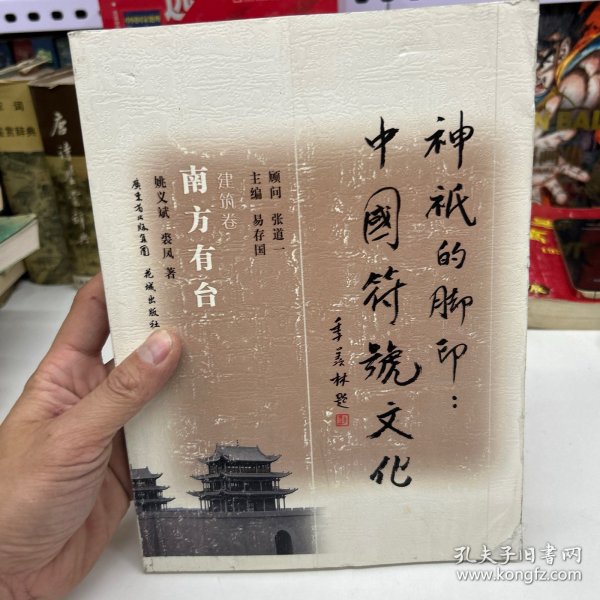 神祇的脚印：
中國符號文化
季羡林题
顾问 张道一
主编 易存国
建筑卷
南方有台
姚义斌 裴凤 著
广东省出版集团 花城出版社
孔夫子旧书网
www.kongfz.com